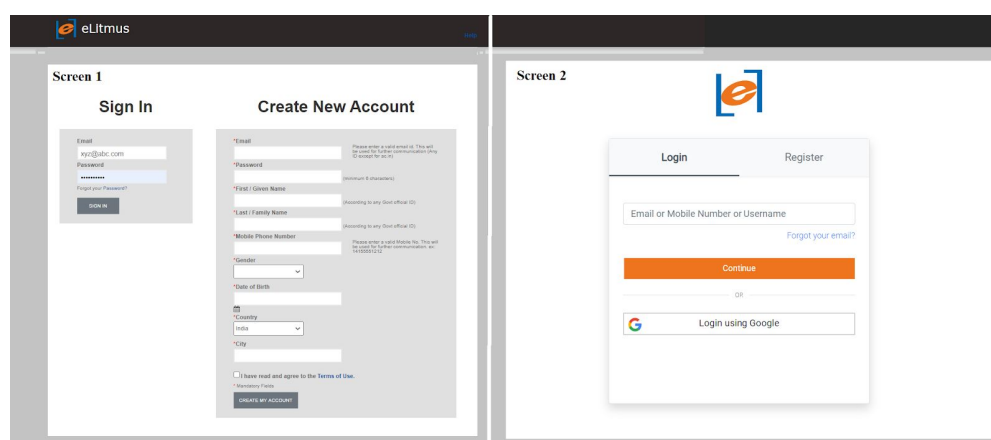 eLitmus
Help
Screen 1
Sign In
Email
xyz@abc.com
Password
••••••••••
Forgot your Password?
SIGN IN
Create New Account
*Email
Please enter a valid email id. This will
be used for further communication (Any
ID except for ac.in)
*Password
(minimum 8 characters)
*First / Given Name
(According to any Govt official ID)
*Last / Family Name
(According to any Govt official ID)
*Mobile Phone Number
Please enter a valid Mobile No. This will
be used for further communication. ex-
14155551212
*Gender
*Date of Birth
*Country
India
*City
I have read and agree to the Terms of Use.
* Mandatory Fields
CREATE MY ACCOUNT
Screen 2
e
Login
Register
Email or Mobile Number or Username
Forgot your email?
Continue
OR
Login using Google